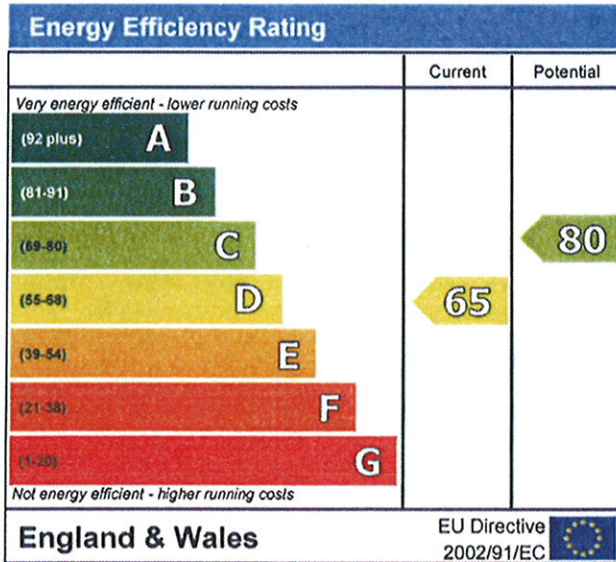 Energy Efficiency Rating
Current Potential
Very energy efficient - lower running costs
(92 plus) A
(81-91) B
(69-80) C
80
(55-68) D
65
(39-54) E
(21-38) F
(1-20) G
Not energy efficient - higher running costs
England & Wales
EU Directive
2002/91/EC